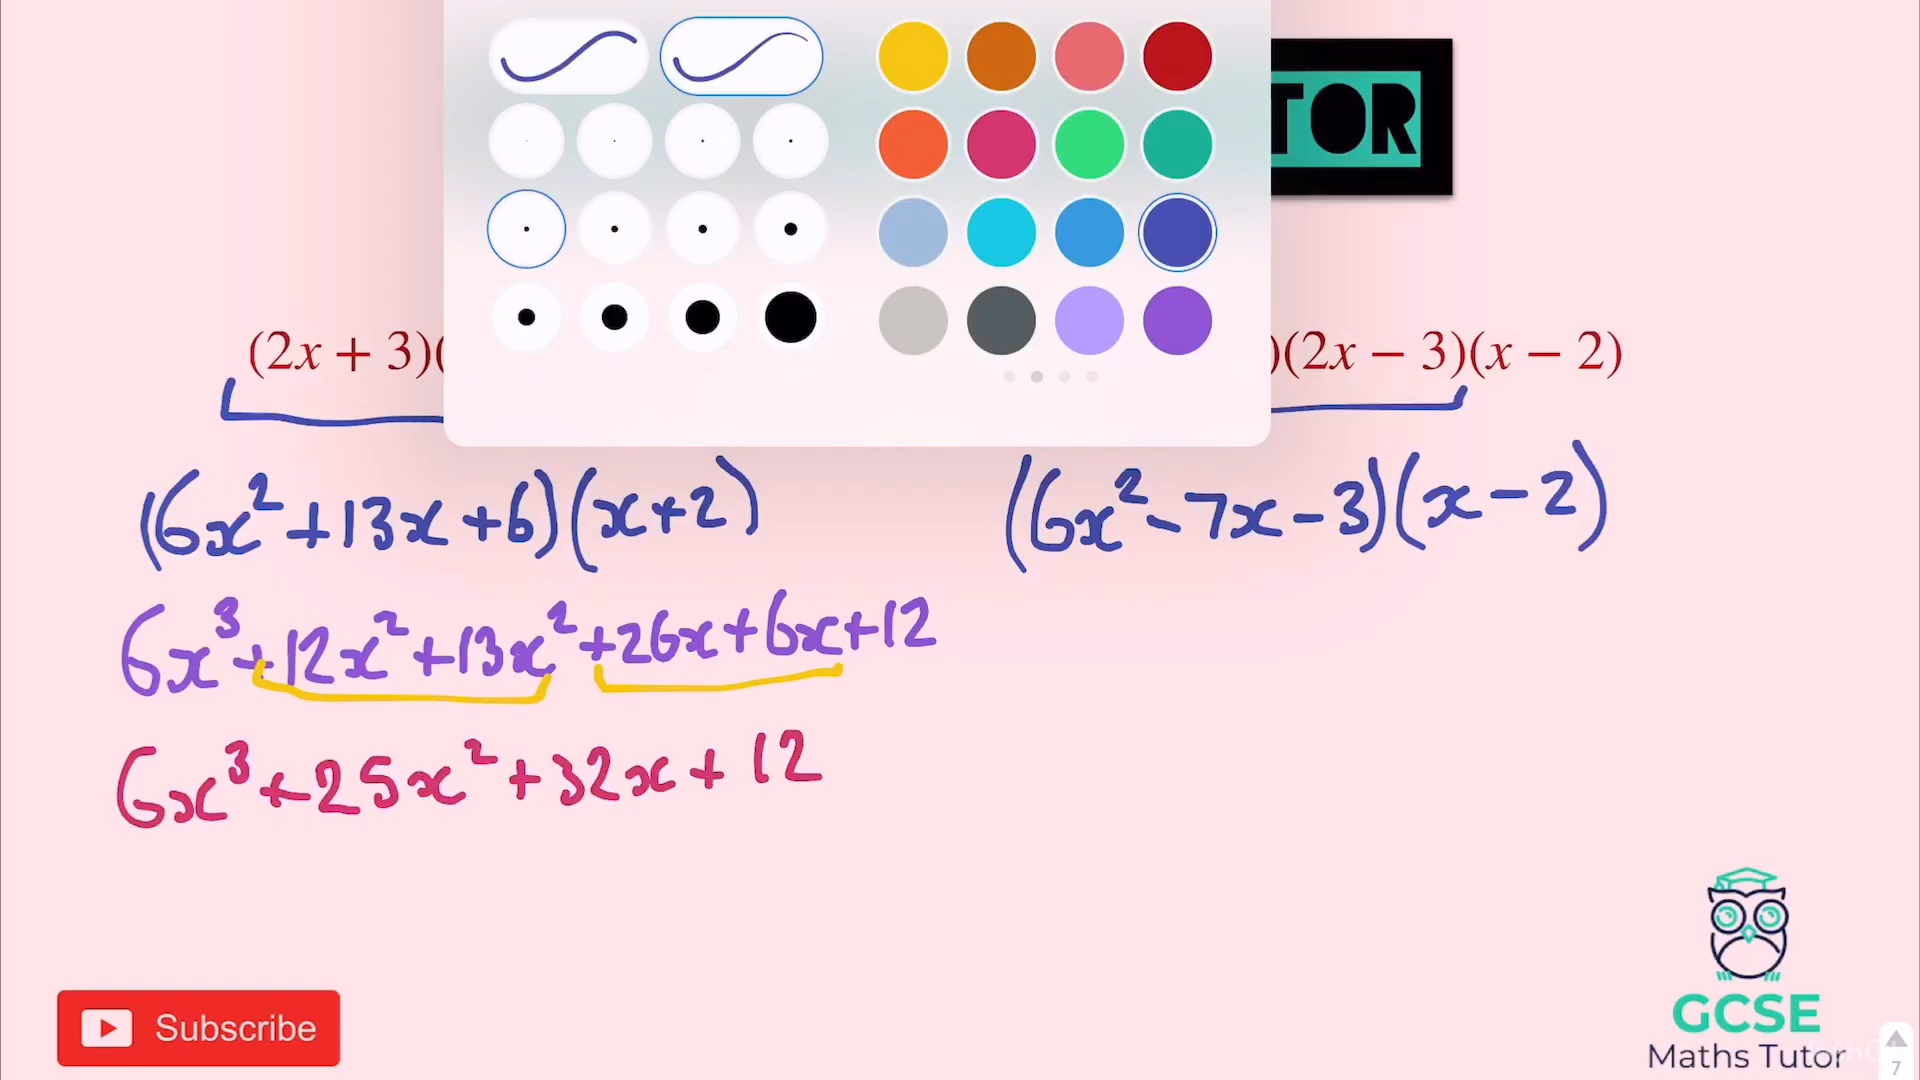 TOR
(2x + 3)(
)(2x − 3)(x − 2)
(6x² +13x +6)(x+2)
(6x² - 7x - 3)(x - 2)
6x³ +12x² +13x² +26x +6x +12
6x³ +25x² +32x + 12
Subscribe
GCSE
Maths Tutor
7